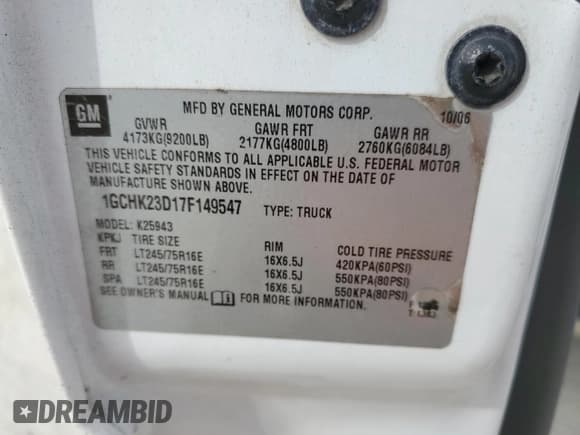 GM
MFD BY GENERAL MOTORS CORP. 10/06
GVWR GAWR FRT GAWR RR
4173KG(9200LB) 2177KG(4800LB) 2760KG(6084LB)
THIS VEHICLE CONFORMS TO ALL APPLICABLE U.S. FEDERAL MOTOR
VEHICLE SAFETY STANDARDS IN EFFECT ON THE DATE OF
MANUFACTURE SHOWN ABOVE.
1GCHK23D17F149547 TYPE: TRUCK
MODEL: K25943
KPKJ TIRE SIZE RIM COLD TIRE PRESSURE
FRT LT245/75R16E 16X6.5J 420KPA(60PSI)
RR LT245/75R16E 16X6.5J 550KPA(80PSI)
SPA LT245/75R16E 16X6.5J 550KPA(80PSI)
SEE OWNER'S MANUAL FOR MORE INFORMATION.
DREAMBID